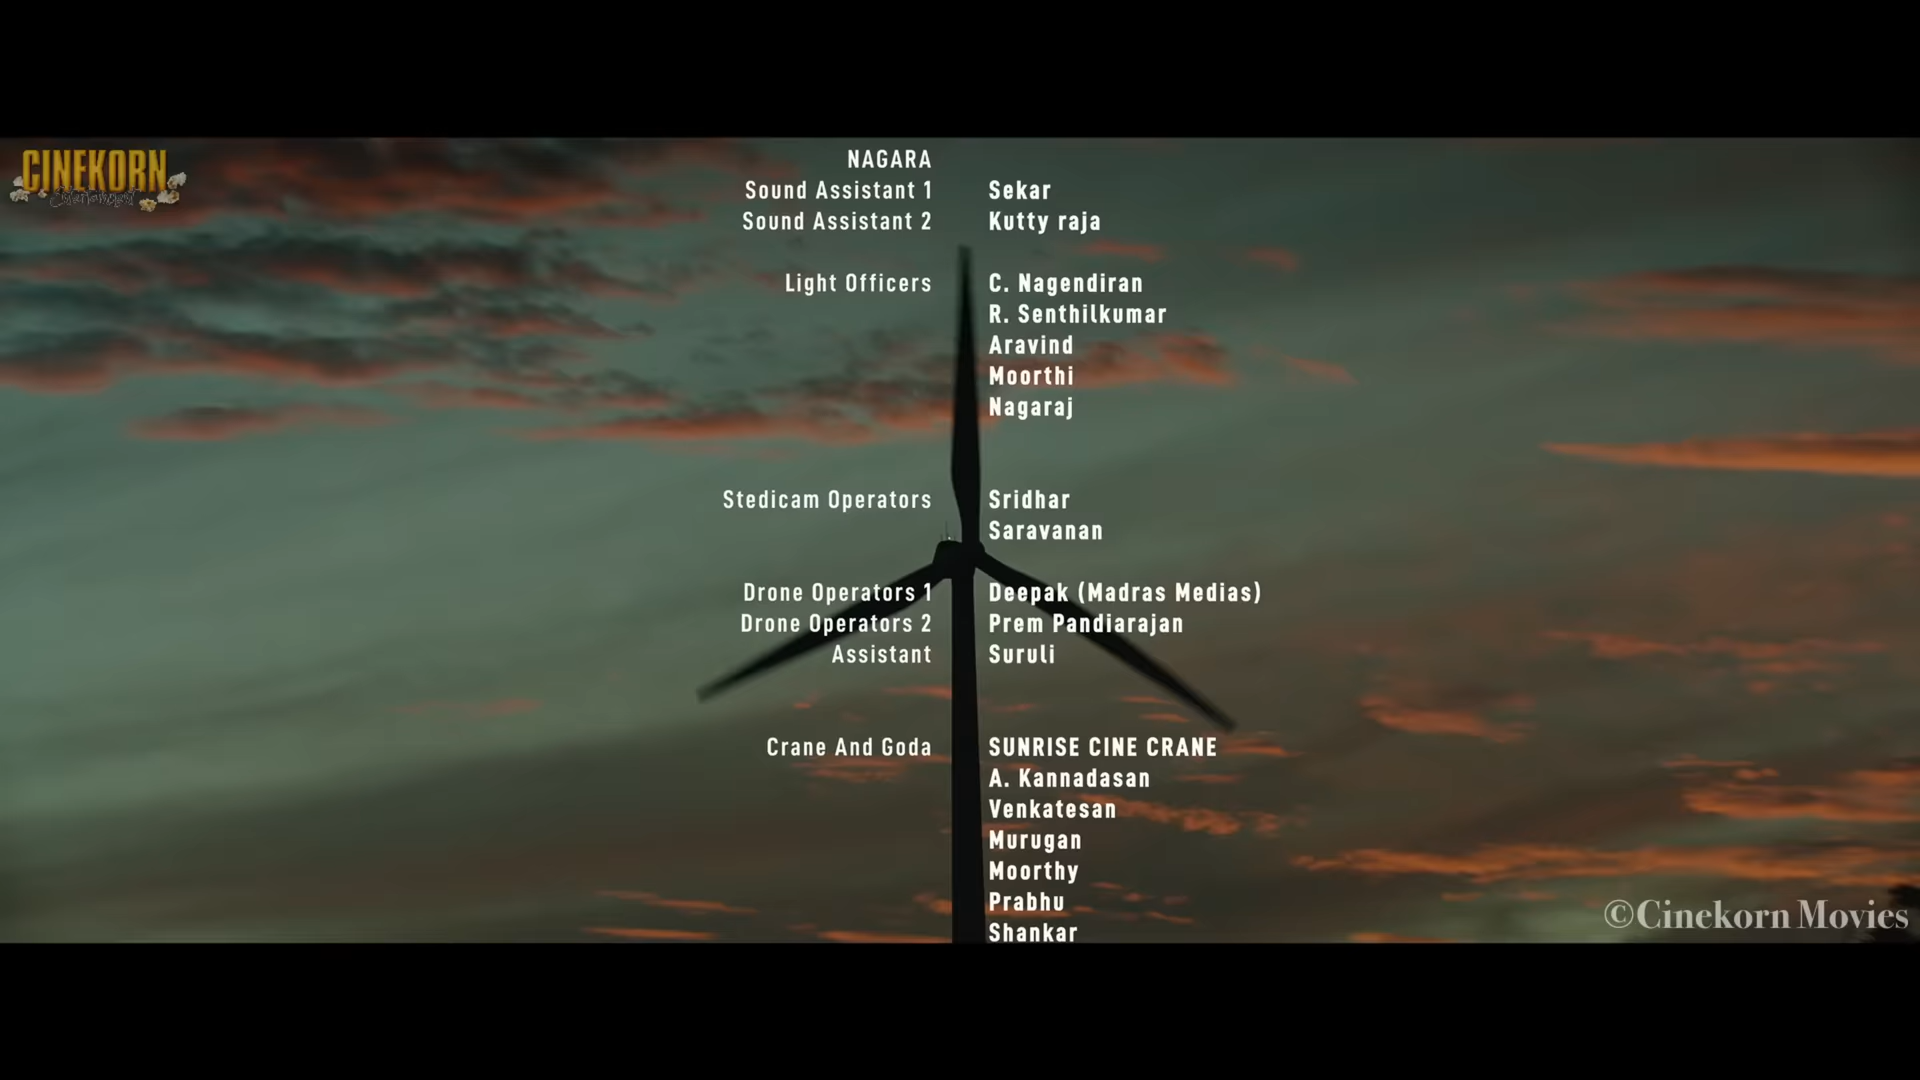 CINEKORN
Entertainment
NAGARA
Sound Assistant 1 Sekar
Sound Assistant 2 Kutty raja
Light Officers C. Nagendiran
R. Senthilkumar
Aravind
Moorthi
Nagaraj
Stedicam Operators Sridhar
Saravanan
Drone Operators 1 Deepak (Madras Medias)
Drone Operators 2 Prem Pandiarajan
Assistant Suruli
Crane And Goda SUNRISE CINE CRANE
A. Kannadasan
Venkatesan
Murugan
Moorthy
Prabhu
Shankar
©Cinekorn Movies